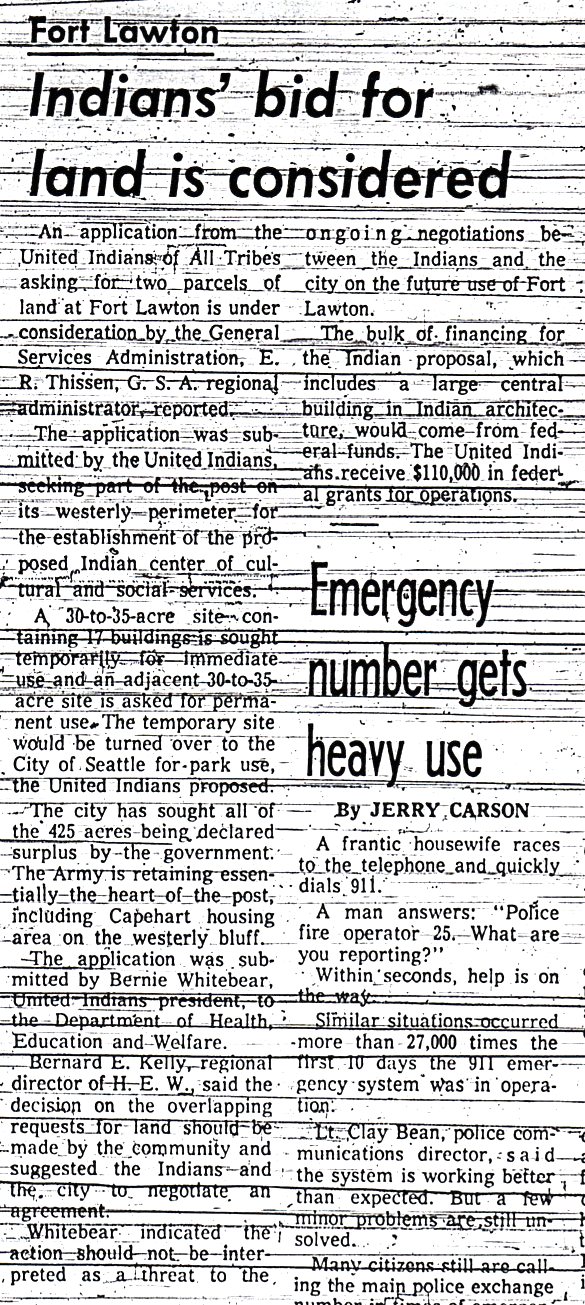 Fort Lawton
Indians' bid for
land is considered
An application from the
United Indians of All Tribes
asking for two parcels of
land at Fort Lawton is under
consideration by the General
Services Administration, E.
R. Thissen, G. S. A. regional
administrator, reported.
The application was sub-
mitted by the United Indians,
seeking part of the post on
its westerly perimeter for
the establishment of the pro-
posed Indian center of cul-
tural and social services.
A 30-to-35-acre site con-
taining 17 buildings is sought
temporarily for immediate
use and an adjacent 30-to-35-
acre site is asked for perma-
nent use. The temporary site
would be turned over to the
City of Seattle for park use,
the United Indians proposed.
The city has sought all of
the 425 acres being declared
surplus by the government.
The Army is retaining essen-
tially the heart of the post,
including Capehart housing
area on the westerly bluff.
The application was sub-
mitted by Bernie Whitebear,
United Indians president, to
the Department of Health,
Education and Welfare.
Bernard E. Kelly, regional
director of H. E. W., said the
decision on the overlapping
requests for land should be
made by the community and
suggested the Indians and
the city to negotiate an
agreement.
Whitebear indicated the
action should not be inter-
preted as a threat to the
ongoing negotiations be-
tween the Indians and the
city on the future use of Fort
Lawton.
The bulk of financing for
the Indian proposal, which
includes a large central
building in Indian architec-
ture, would come from fed-
eral funds. The United Indi-
ans receive $110,000 in feder-
al grants for operations.
Emergency
number gets
heavy use
By JERRY CARSON
A frantic housewife races
to the telephone and quickly
dials 911.
A man answers: "Police
fire operator 25. What are
you reporting?"
Within seconds, help is on
the way.
Similar situations occurred
more than 27,000 times the
first 10 days the 911 emer-
gency system was in opera-
tion.
Lt. Clay Bean, police com-
munications director, said
the system is working better
than expected. But a few
minor problems are still un-
solved.
Many citizens still are call-
ing the main police exchange